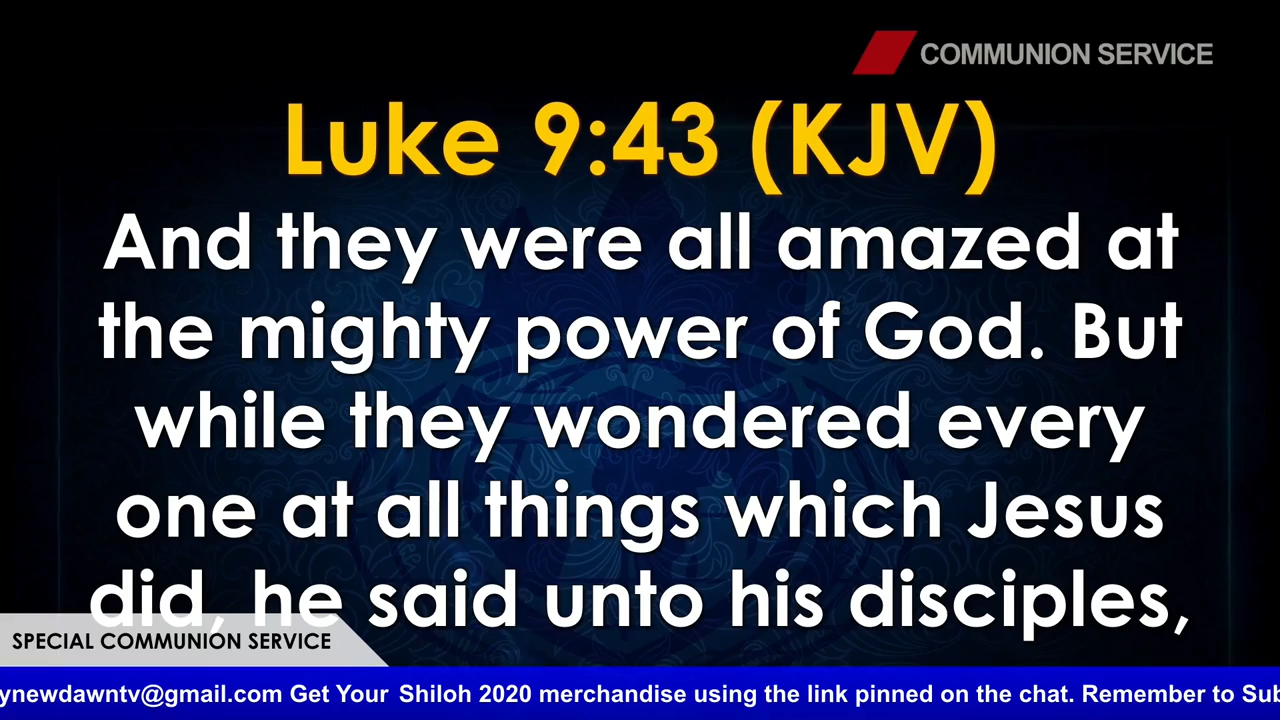 COMMUNION SERVICE
Luke 9:43 (KJV)
And they were all amazed at
the mighty power of God. But
while they wondered every
one at all things which Jesus
did, he said unto his disciples,
SPECIAL COMMUNION SERVICE
ynewdawntv@gmail.com Get Your Shiloh 2020 merchandise using the link pinned on the chat. Remember to Sub